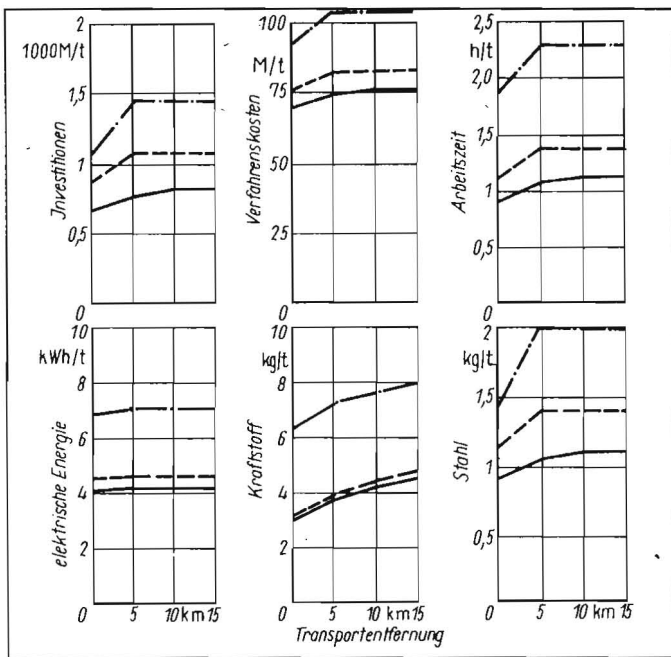 2
1000M/t
1,5
1
0,5
0
Investitionen
100
M/t
75
50
25
0
Verfahrenskosten
2,5
h/t
2,0
1,5
1
0,5
0
Arbeitszeit
10
kWh/t
8
6
4
2
0
elektrische Energie
0 5 10 km 15
10
kg/t
8
6
4
2
0
Kraftstoff
0 5 10 km 15
2
kg/t
1,5
1
0,5
Stahl
0 5 10 km 15
Transportentfernung